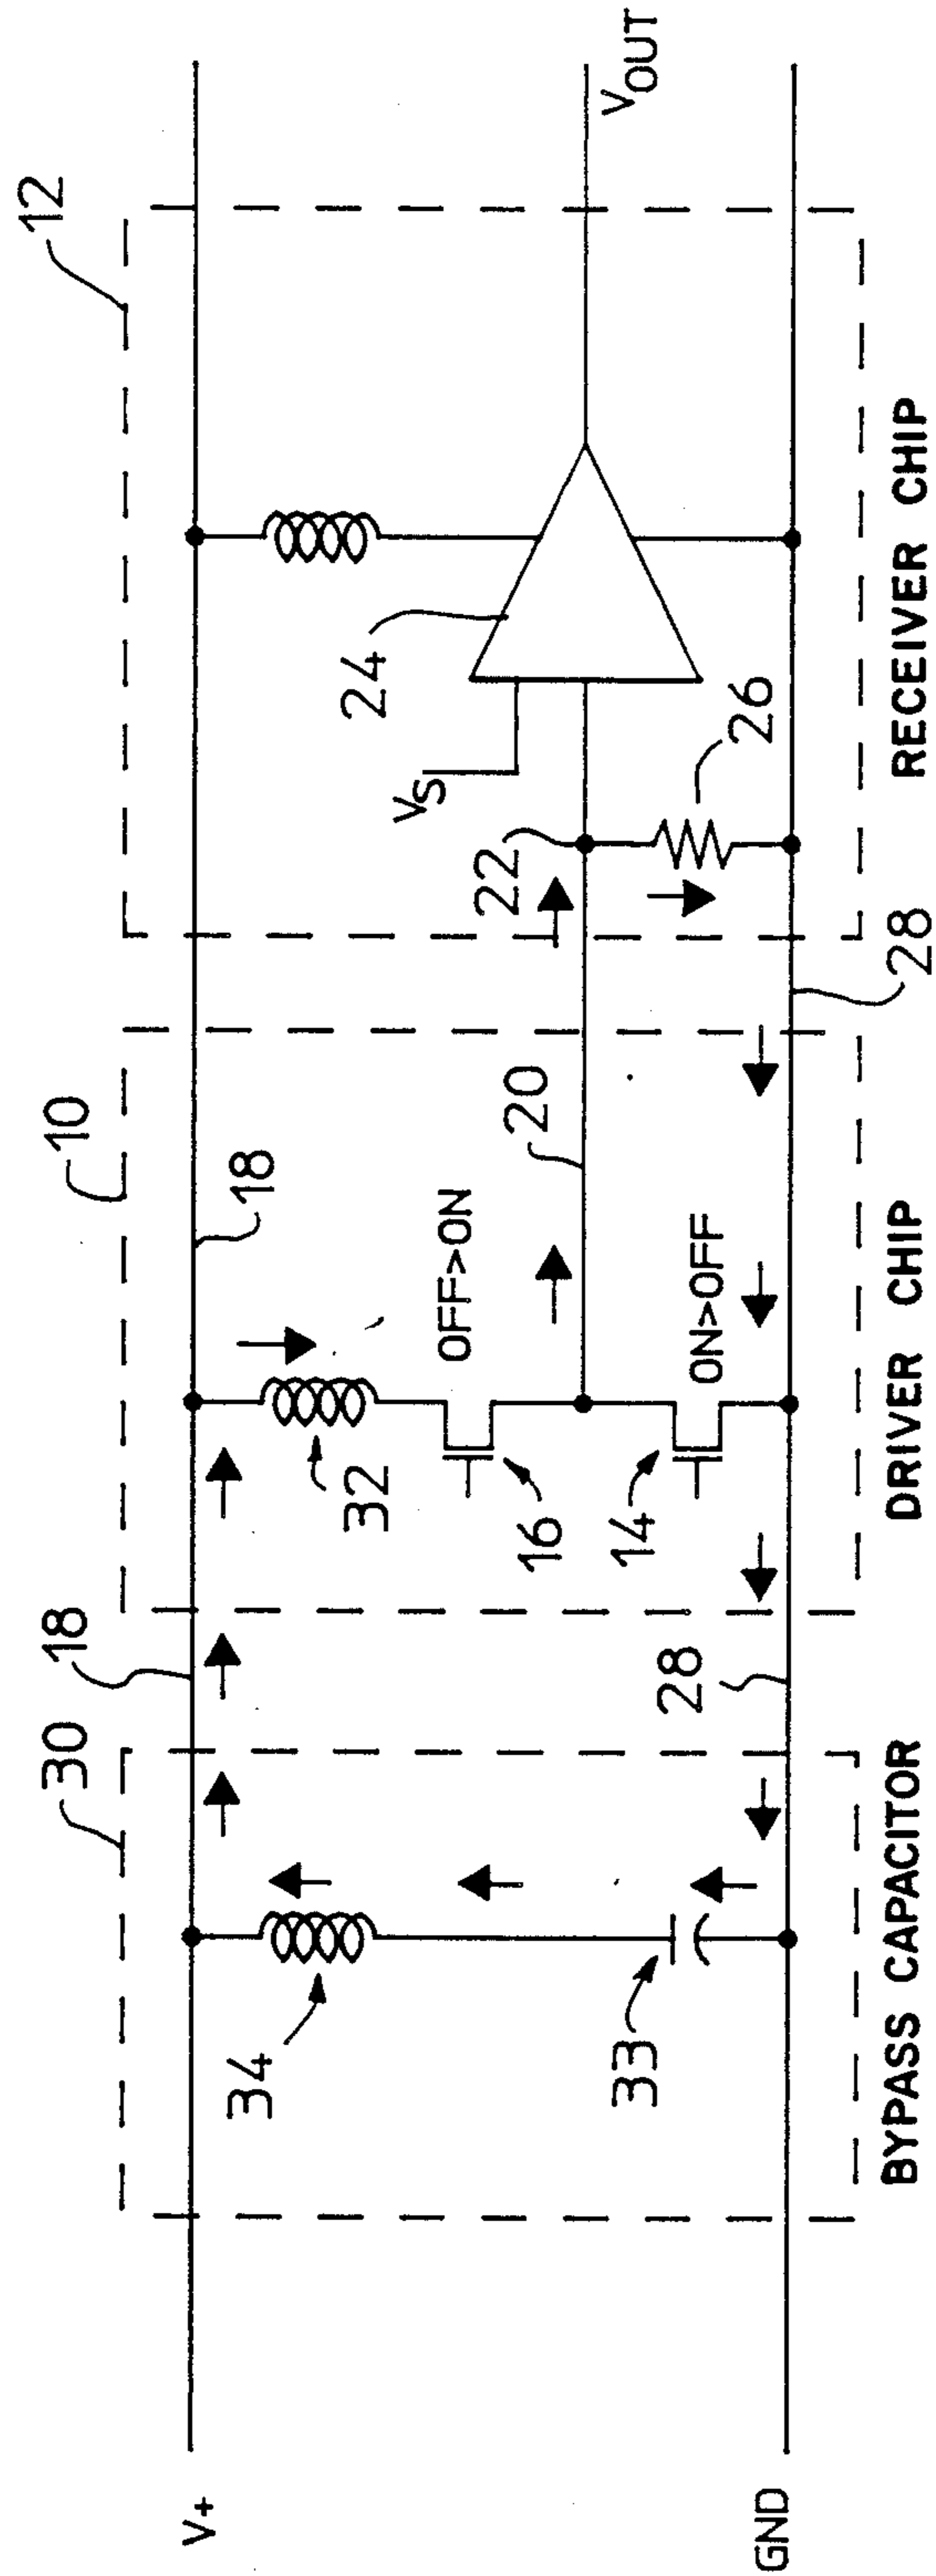 12
10
30
18
18
V+
34
32
OFF>ON
16
20
24
VS
22
26
VOUT
33
14
ON>OFF
28
28
GND
BYPASS CAPACITOR
DRIVER CHIP
RECEIVER CHIP